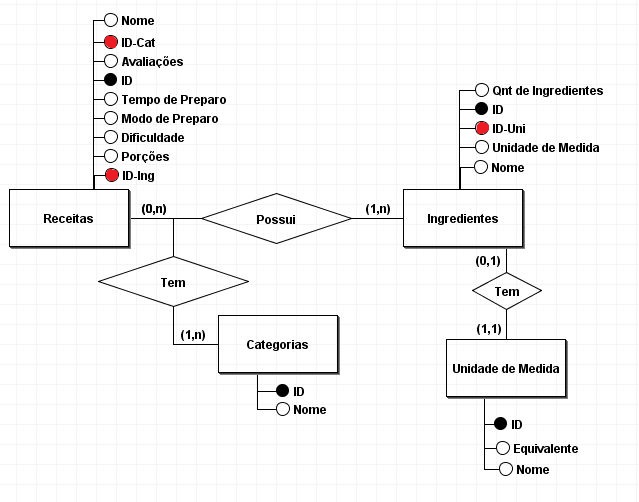 Nome
ID-Cat
Avaliações
ID
Tempo de Preparo
Modo de Preparo
Dificuldade
Porções
ID-Ing
Receitas
(0,n)
Possui
(1,n)
Qnt de Ingredientes
ID
ID-Uni
Unidade de Medida
Nome
Ingredientes
Tem
(1,n)
Categorias
ID
Nome
(0,1)
Tem
(1,1)
Unidade de Medida
ID
Equivalente
Nome